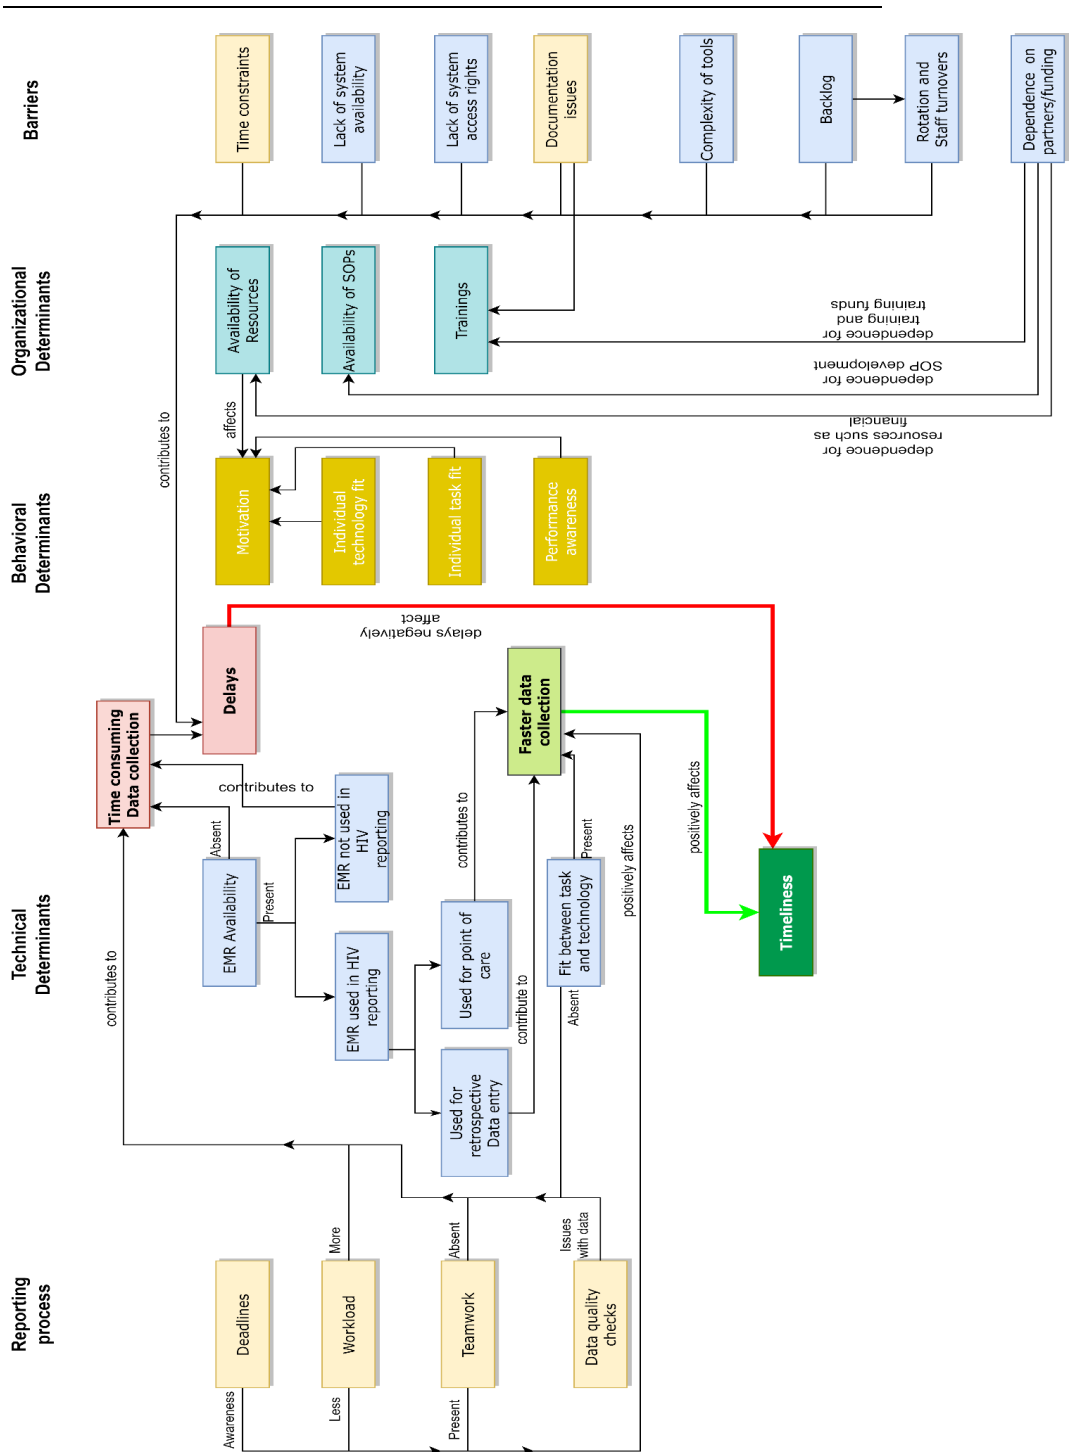 Reporting
process
Technical
Determinants
Behavioral
Determinants
Organizational
Determinants
Barriers
Time consuming
Data collection
contributes to
contributes to
Delays
Deadlines
Awareness
EMR Availability
Absent
Present
Motivation
affects
Availability of
Resources
Time constraints
Workload
Less
More
EMR used in HIV
reporting
EMR not used in
HIV
reporting
contributes to
Individual
technology fit
Availability of SOPs
Lack of system
availability
delays negatively
affect
Teamwork
Present
Absent
Used for
retrospective
Data entry
Used for point of
care
contributes to
Individual task fit
Trainings
Lack of system
access rights
Faster data
collection
contribute to
Performance
awareness
Documentation
issues
Data quality
checks
Issues
with data
Fit between task
and technology
Absent
Present
positively affects
positively affects
Complexity of tools
Timeliness
Backlog
dependence for
resources such as
financial
dependence for
SOP development
dependence for
training and
training funds
Rotation and
Staff turnovers
Dependence on
partners/funding